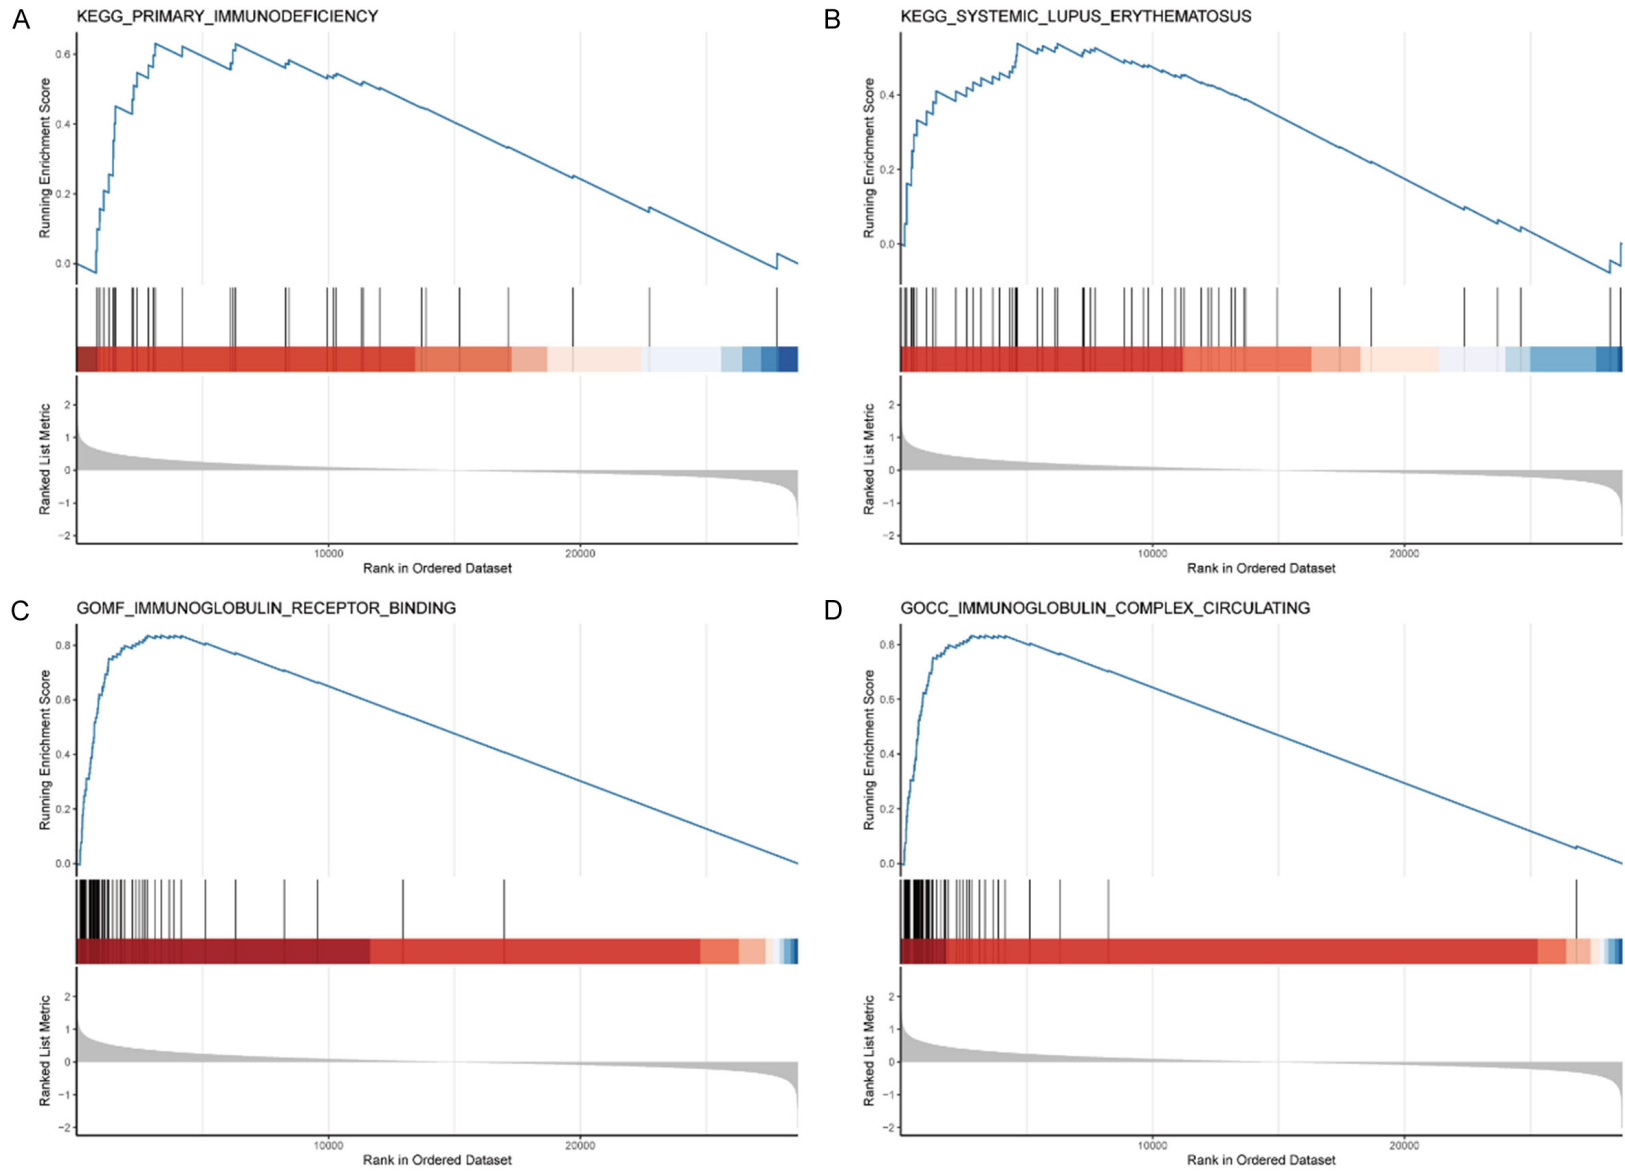 A
KEGG_PRIMARY_IMMUNODEFICIENCY
Running Enrichment Score
0.6
0.4
0.2
0.0
Ranked List Metric
2
1
0
−1
−2
10000
20000
Rank in Ordered Dataset
B
KEGG_SYSTEMIC_LUPUS_ERYTHEMATOSUS
Running Enrichment Score
0.4
0.2
0.0
Ranked List Metric
2
1
0
−1
−2
10000
20000
Rank in Ordered Dataset
C
GOMF_IMMUNOGLOBULIN_RECEPTOR_BINDING
Running Enrichment Score
0.8
0.6
0.4
0.2
0.0
Ranked List Metric
2
1
0
−1
−2
10000
20000
Rank in Ordered Dataset
D
GOCC_IMMUNOGLOBULIN_COMPLEX_CIRCULATING
Running Enrichment Score
0.8
0.6
0.4
0.2
0.0
Ranked List Metric
2
1
0
−1
−2
10000
20000
Rank in Ordered Dataset